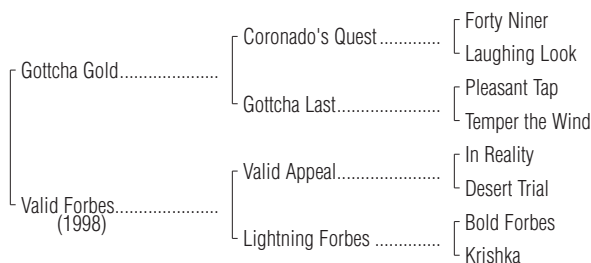 Forty Niner
Coronado's Quest.............
Laughing Look
Gottcha Gold.....................
Pleasant Tap
Gottcha Last......................
Temper the Wind
In Reality
Valid Appeal......................
Desert Trial
Valid Forbes......................
(1998)
Bold Forbes
Lightning Forbes ..............
Krishka